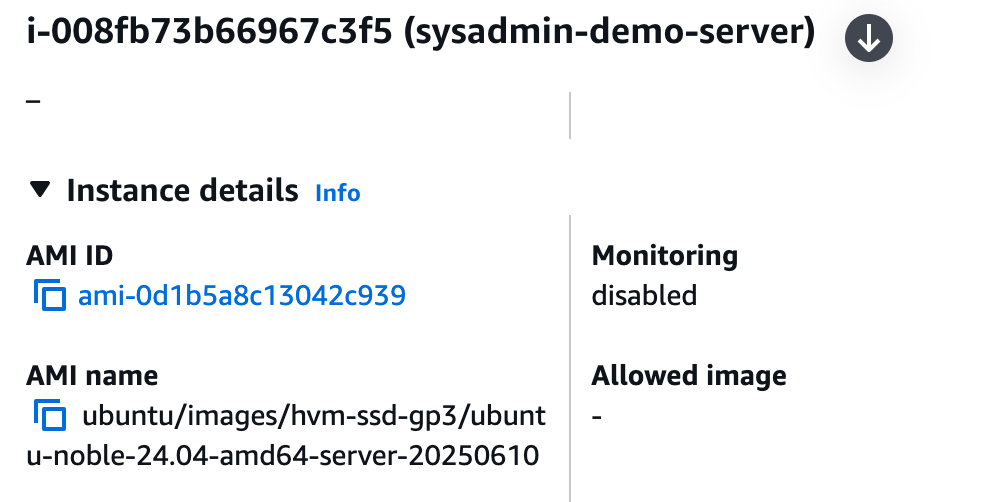 i-008fb73b66967c3f5 (sysadmin-demo-server)
–
Instance details Info
AMI ID
ami-0d1b5a8c13042c939
Monitoring
disabled
AMI name
ubuntu/images/hvm-ssd-gp3/ubunt
u-noble-24.04-amd64-server-20250610
Allowed image
-